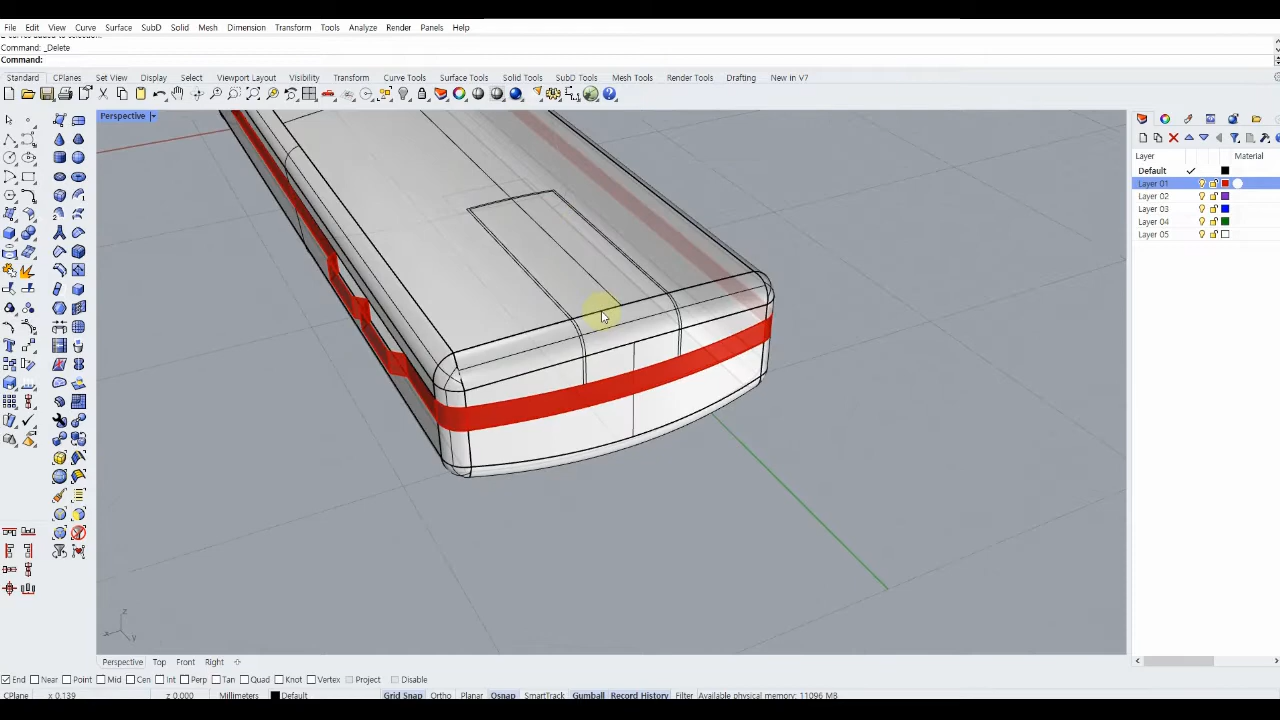 File Edit View Curve Surface SubD Solid Mesh Dimension Transform Tools Analyze Render Panels Help
Command: _Delete
Command:
Standard CPlanes Set View Display Select Viewport Layout Visibility Transform Curve Tools Surface Tools Solid Tools SubD Tools Mesh Tools Render Tools Drafting New in V7
Perspective
Layer Material
Default
Layer 01
Layer 02
Layer 03
Layer 04
Layer 05
z
y
Perspective Top Front Right
End Near Point Mid Cen Int Perp Tan Quad Knot Vertex Project Disable
CPlane x 0.139 z 0.000 Millimeters Default Grid Snap Ortho Planar Osnap SmartTrack Gumball Record History Filter Available physical memory: 11096 MB